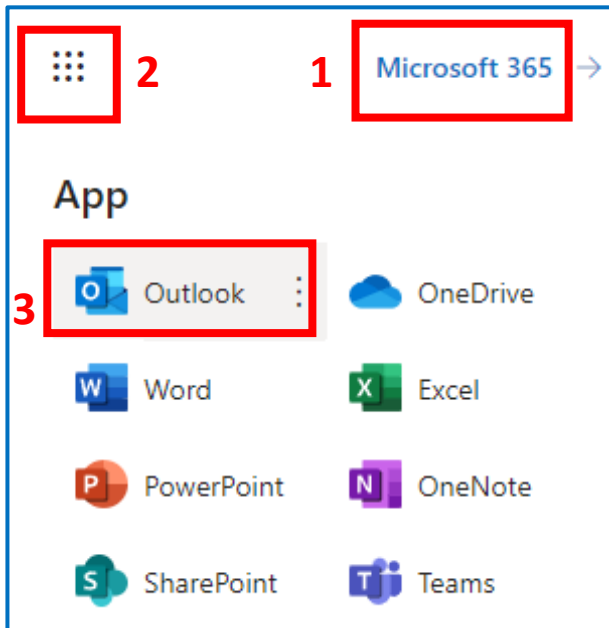 2
1
Microsoft 365 →
App
3
Outlook
OneDrive
Word
Excel
PowerPoint
OneNote
SharePoint
Teams